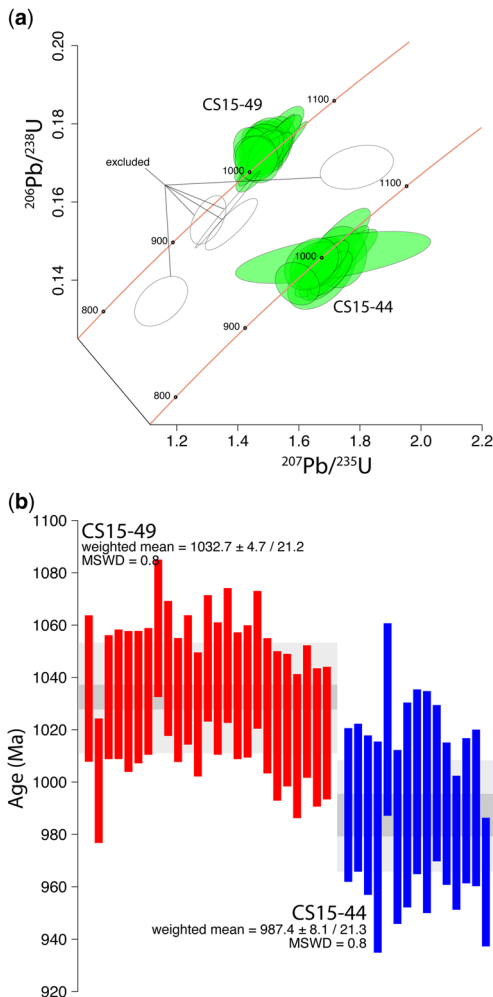 (a)
0.20
0.18
0.16
0.14
206Pb/238U
CS15-49
1100
1000
excluded
900
800
1100
1000
CS15-44
900
800
1.2 1.4 1.6 1.8 2.0 2.2
207Pb/235U
(b)
1100
1080
1060
1040
1020
1000
980
960
940
920
Age (Ma)
CS15-49
weighted mean = 1032.7 ± 4.7 / 21.2
MSWD = 0.8
CS15-44
weighted mean = 987.4 ± 8.1 / 21.3
MSWD = 0.8